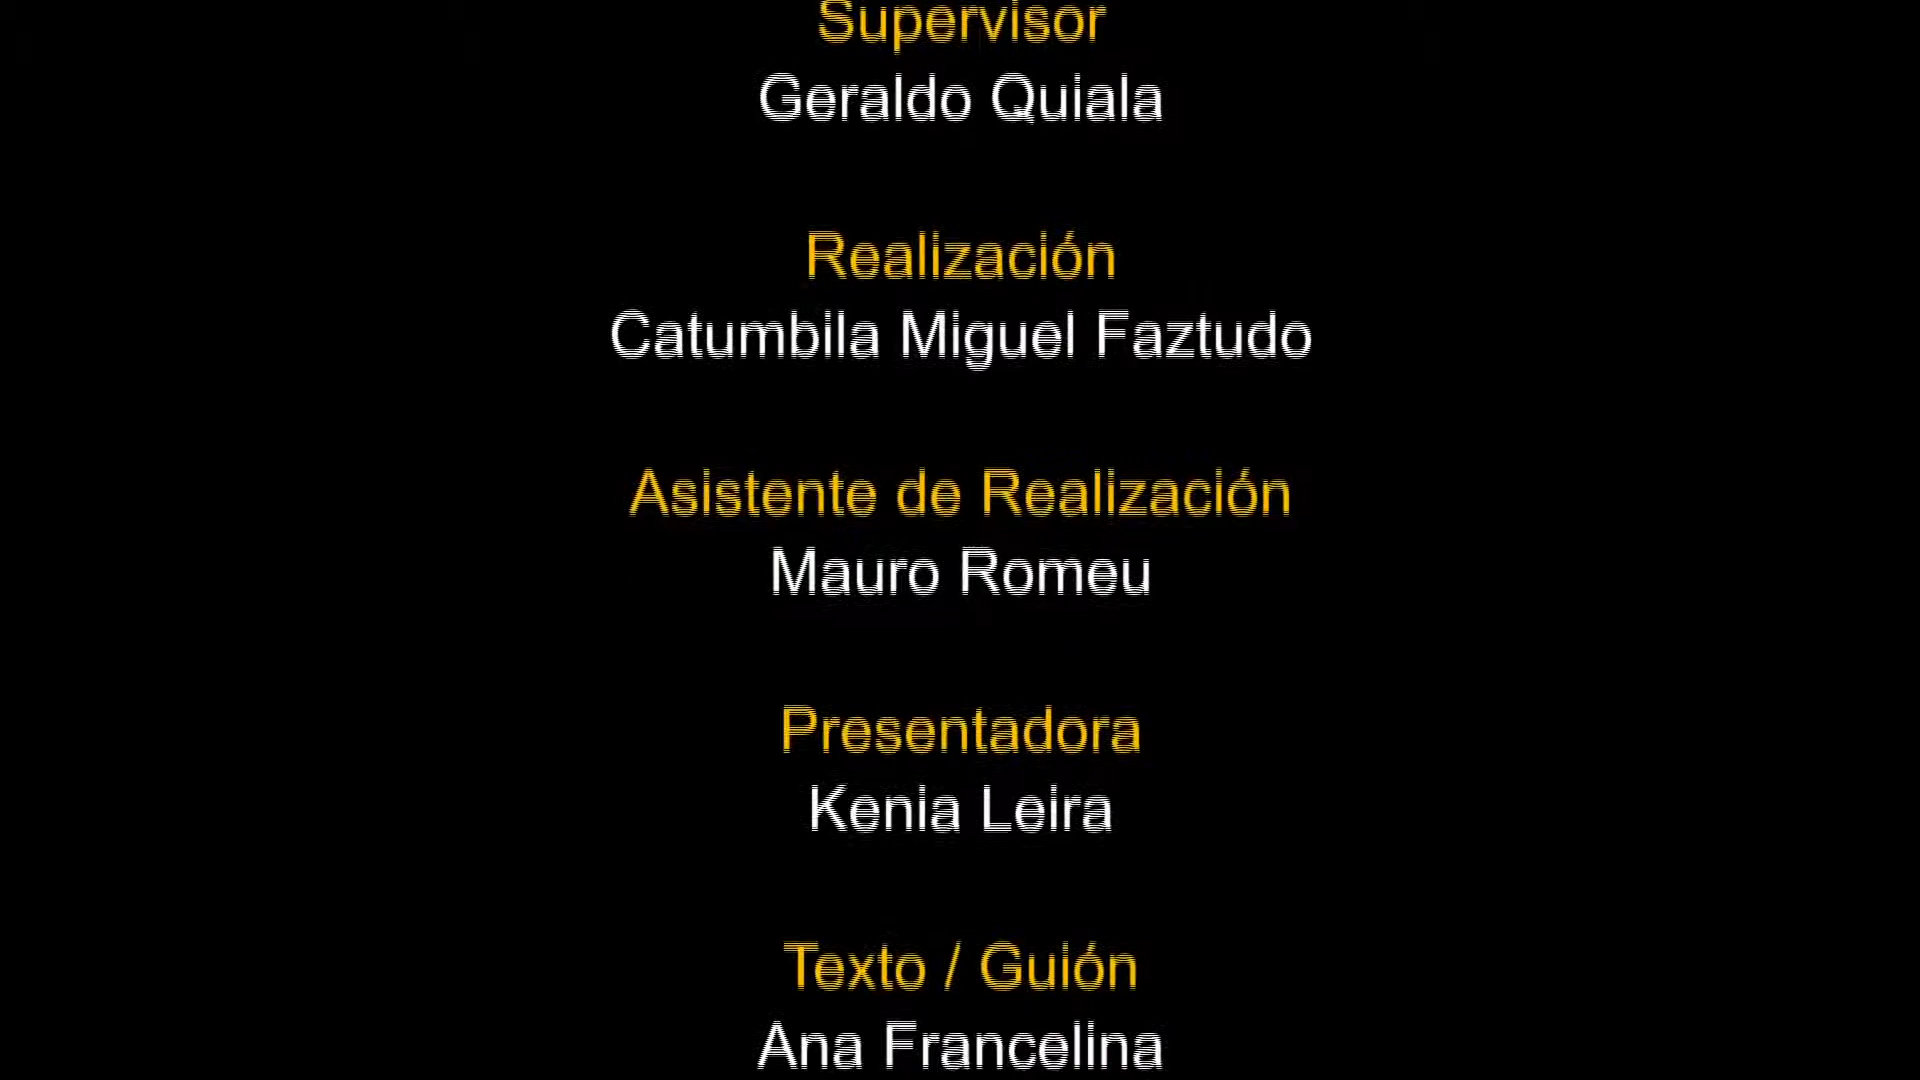 Supervisor
Geraldo Quiala
Realización
Catumbila Miguel Faztudo
Asistente de Realización
Mauro Romeu
Presentadora
Kenia Leira
Texto / Guión
Ana Francelina